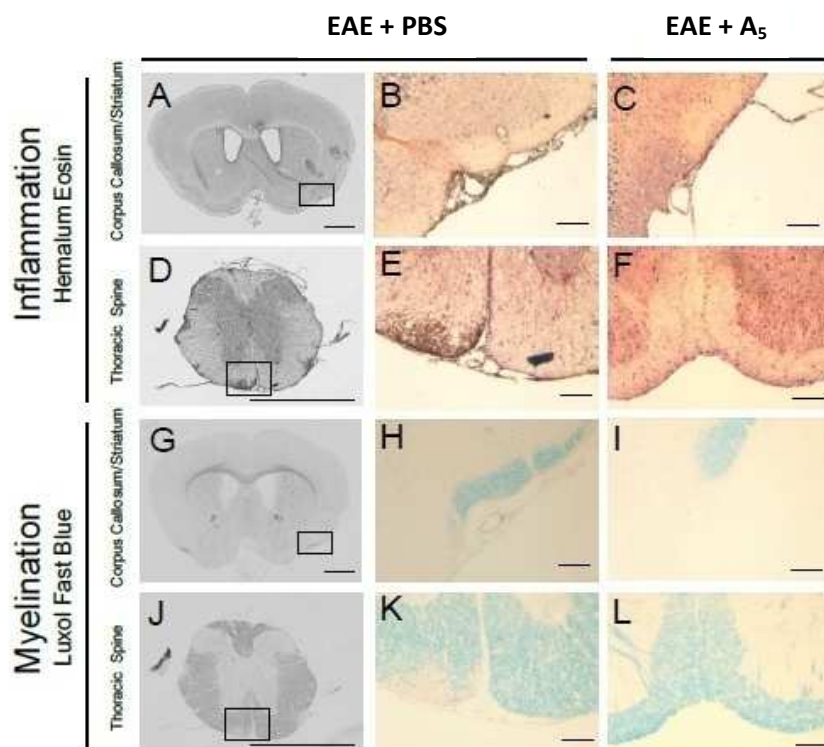 EAE + PBS
EAE + A₅
Inflammation
Hemalum Eosin
Corpus Callosum/Striatum
A
B
C
Thoracic Spine
D
E
F
Myelination
Luxol Fast Blue
Corpus Callosum/Striatum
G
H
I
Thoracic Spine
J
K
L